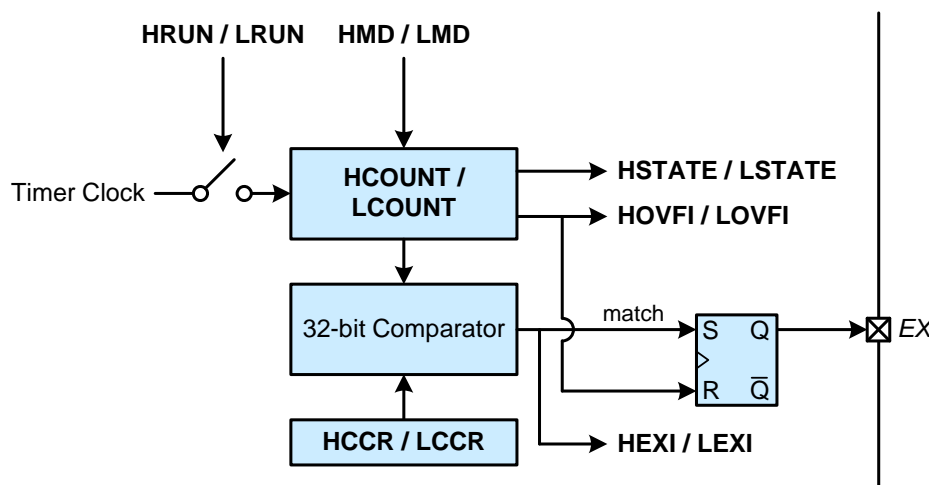 HRUN / LRUN
HMD / LMD
Timer Clock
HCOUNT /
LCOUNT
HSTATE / LSTATE
HOVFI / LOVFI
32-bit Comparator
match
S Q
R Q̅
EX
HCCR / LCCR
HEXI / LEXI